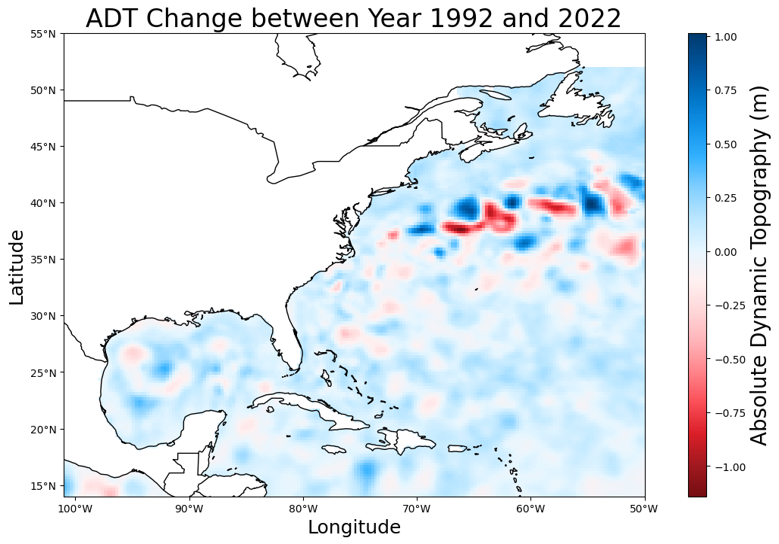 ADT Change between Year 1992 and 2022
55°N
50°N
45°N
40°N
35°N
30°N
25°N
20°N
15°N
Latitude
100°W
90°W
80°W
70°W
60°W
50°W
Longitude
1.00
0.75
0.50
0.25
0.00
−0.25
−0.50
−0.75
−1.00
Absolute Dynamic Topography (m)